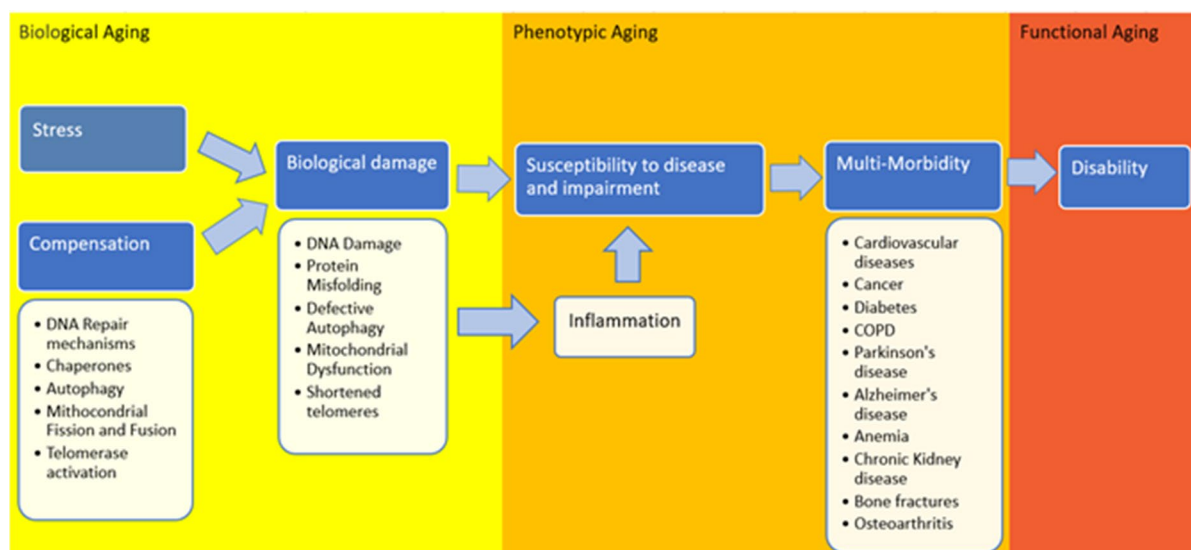 Biological Aging
Phenotypic Aging
Functional Aging
Stress
Compensation
• DNA Repair
mechanisms
• Chaperones
• Autophagy
• Mithocondrial
Fission and Fusion
• Telomerase
activation
Biological damage
• DNA Damage
• Protein
Misfolding
• Defective
Autophagy
• Mitochondrial
Dysfunction
• Shortened
telomeres
Susceptibility to disease
and impairment
Inflammation
Multi-Morbidity
• Cardiovascular
diseases
• Cancer
• Diabetes
• COPD
• Parkinson's
disease
• Alzheimer's
disease
• Anemia
• Chronic Kidney
disease
• Bone fractures
• Osteoarthritis
Disability